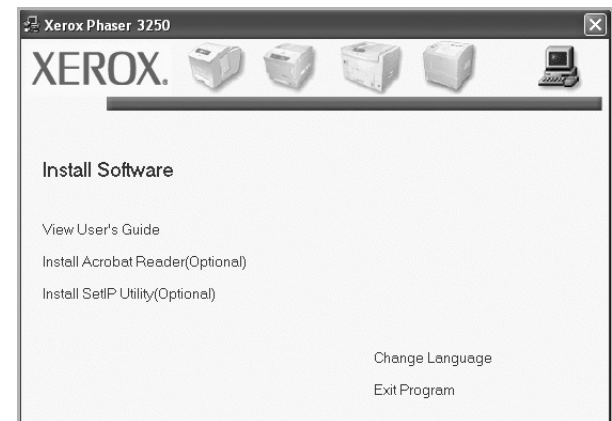 Xerox Phaser 3250
XEROX.
Install Software
View User's Guide
Install Acrobat Reader(Optional)
Install SetIP Utility(Optional)
Change Language
Exit Program